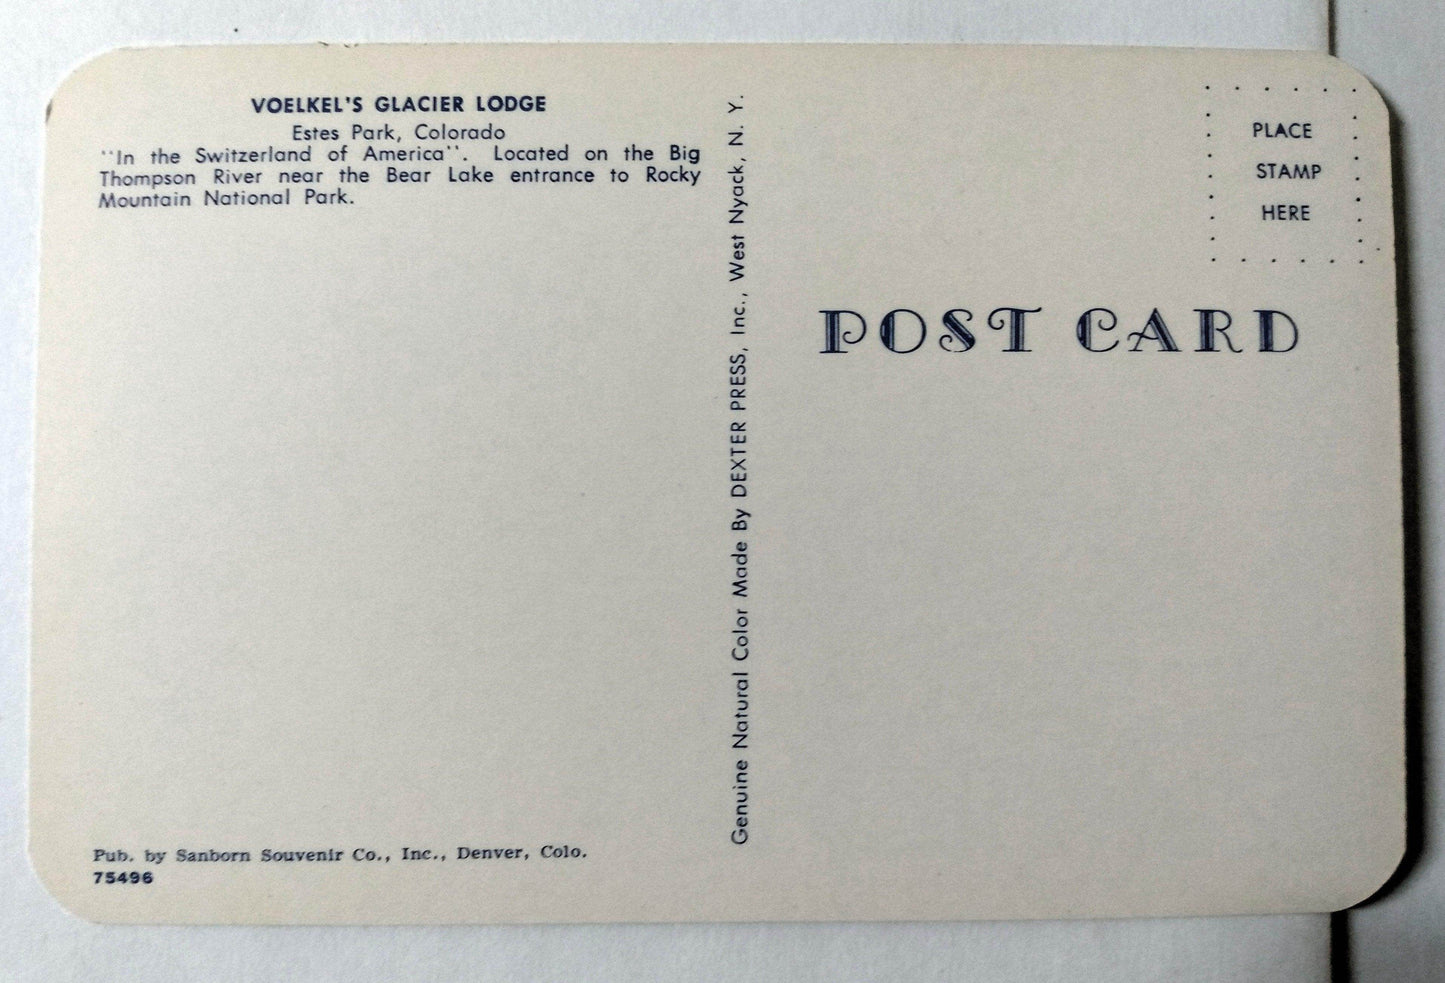 VOELKEL'S GLACIER LODGE
Estes Park, Colorado
``In the Switzerland of America''. Located on the Big
Thompson River near the Bear Lake entrance to Rocky
Mountain National Park.
Pub. by Sanborn Souvenir Co., Inc., Denver, Colo.
75496
Genuine Natural Color Made By DEXTER PRESS, Inc., West Nyack, N. Y.
PLACE
STAMP
HERE
POST CARD